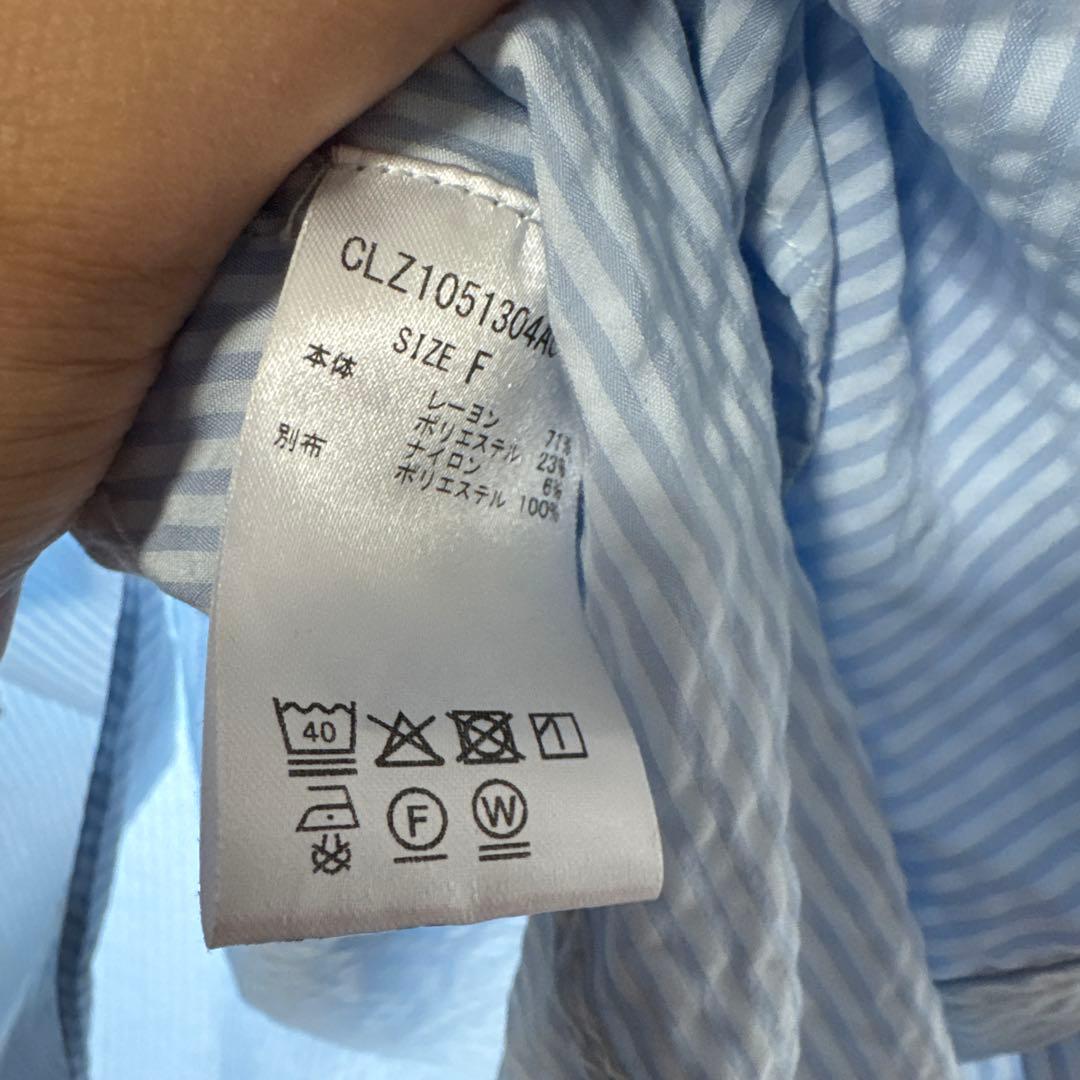 CLZ1051304A
SIZE F
本体 レーヨン 71%
ポリエステル 23%
ナイロン 6%
別布 ポリエステル 100%
40
F
W